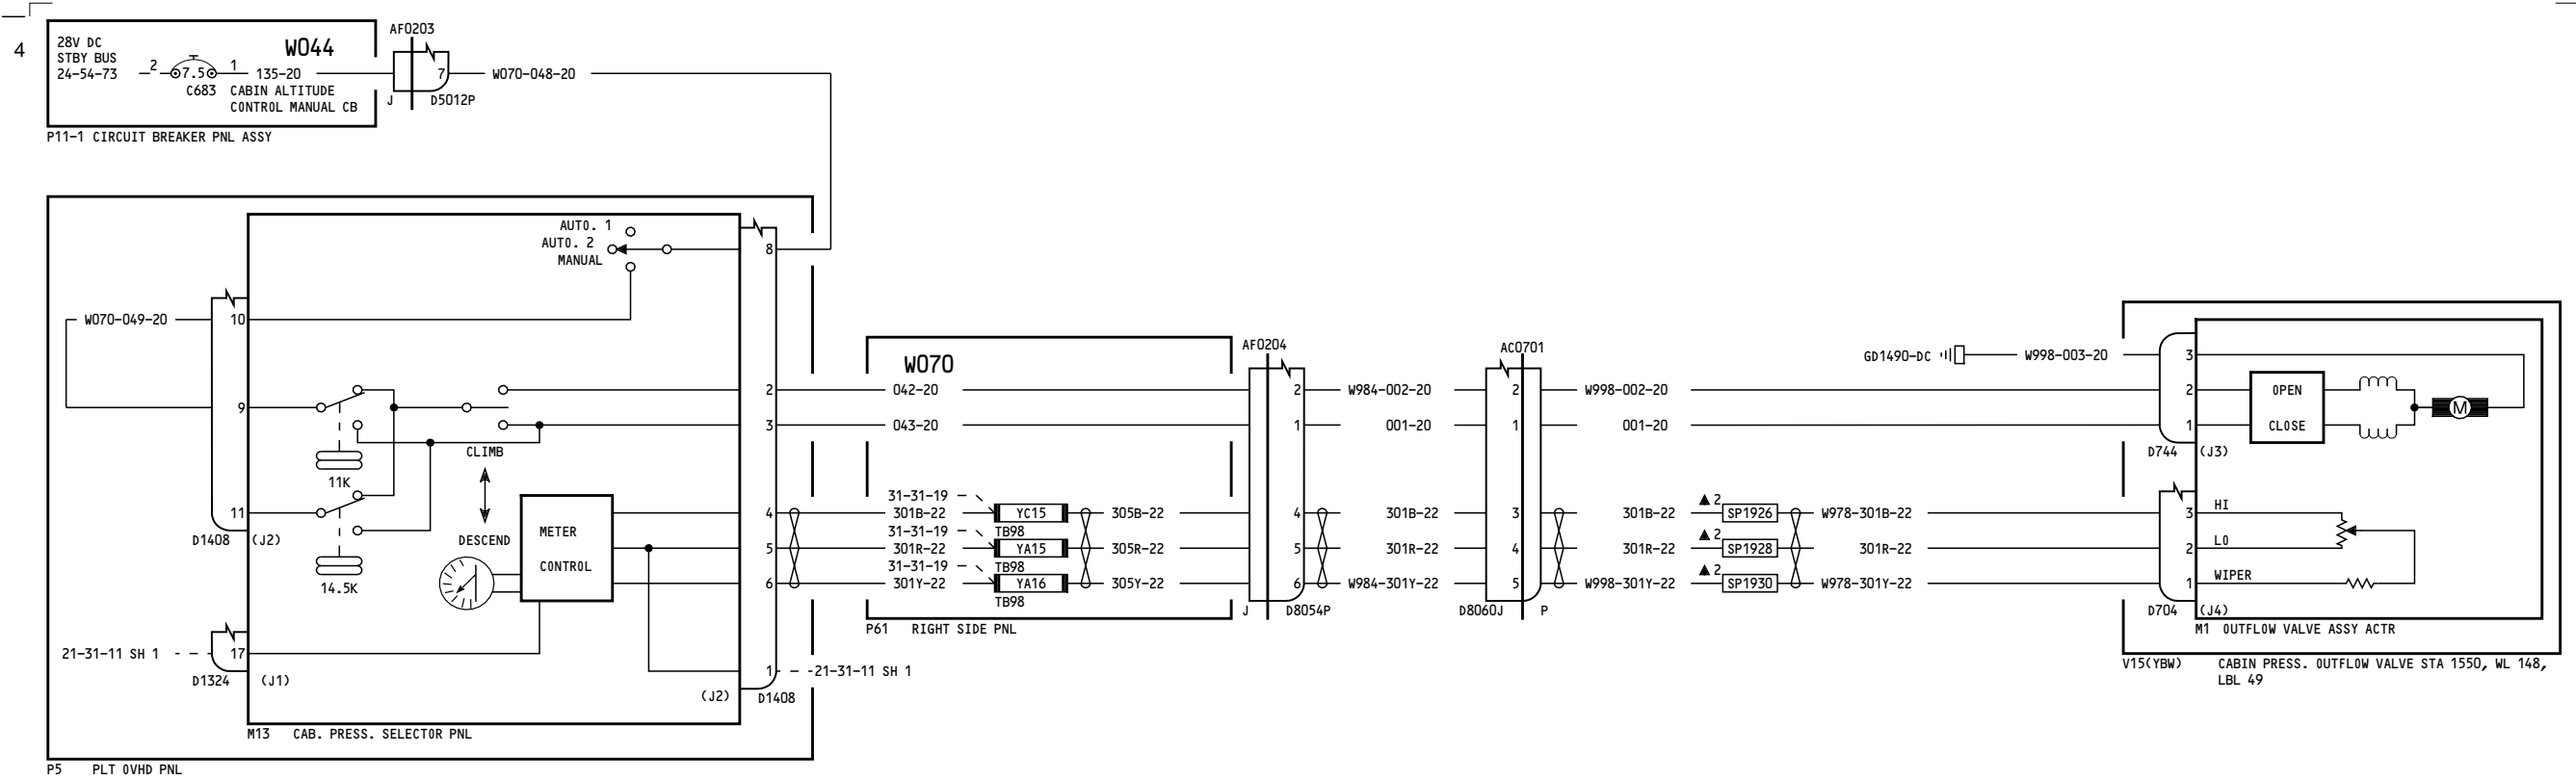 4
28V DC
STBY BUS
24-54-73
2
7.5
1
C683
W044
135-20
CABIN ALTITUDE
CONTROL MANUAL CB
P11-1 CIRCUIT BREAKER PNL ASSY
AF0203
7
J
D5012P
W070-048-20
AUTO. 1
AUTO. 2
MANUAL
8
W070-049-20
10
9
11
D1408
(J2)
11K
14.5K
CLIMB
DESCEND
METER
CONTROL
2
3
4
5
6
1
21-31-11 SH 1
17
D1324
(J1)
(J2)
D1408
21-31-11 SH 1
M13 CAB. PRESS. SELECTOR PNL
P5 PLT OVHD PNL
W070
042-20
043-20
31-31-19
301B-22
YC15
305B-22
31-31-19
TB98
301R-22
YA15
305R-22
31-31-19
TB98
301Y-22
YA16
305Y-22
TB98
P61 RIGHT SIDE PNL
AF0204
2
1
4
5
6
J
D8054P
W984-002-20
001-20
301B-22
301R-22
W984-301Y-22
AC0701
2
1
3
4
5
D8060J
P
W998-002-20
001-20
301B-22
301R-22
W998-301Y-22
2
SP1926
2
SP1928
2
SP1930
W978-301B-22
301R-22
W978-301Y-22
GD1490-DC
W998-003-20
3
2
1
D744
(J3)
OPEN
CLOSE
M
3
HI
2
LO
1
WIPER
D704
(J4)
M1 OUTFLOW VALVE ASSY ACTR
V15(YBW)
CABIN PRESS. OUTFLOW VALVE STA 1550, WL 148,
LBL 49